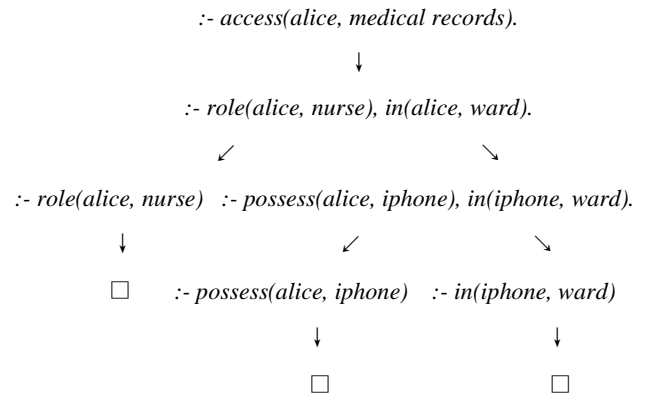 :- access(alice, medical records).
:- role(alice, nurse), in(alice, ward).
:- role(alice, nurse) :- possess(alice, iphone), in(iphone, ward).
:- possess(alice, iphone) :- in(iphone, ward)